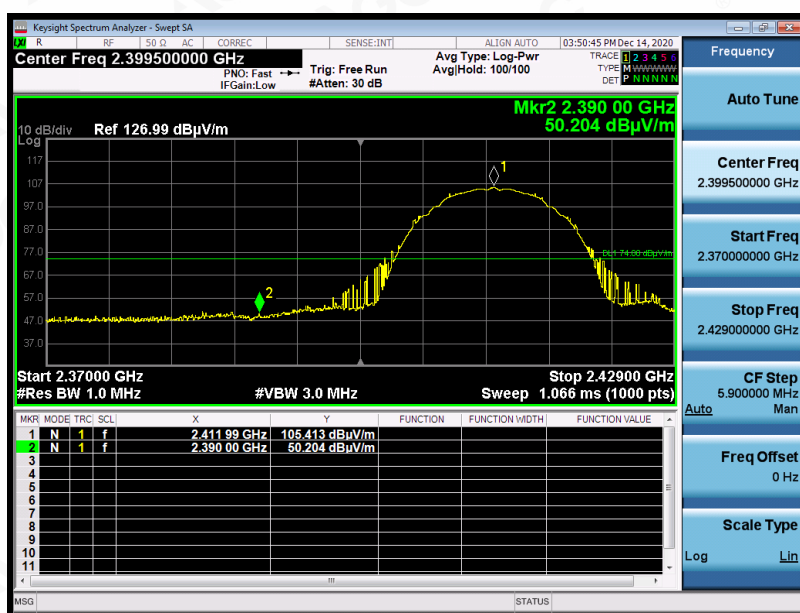 Keysight Spectrum Analyzer - Swept SA
LXI R RF 50 Ω AC CORREC SENSE:INT ALIGN AUTO 03:50:45 PM Dec 14, 2020
Center Freq 2.399500000 GHz
PNO: Fast
IFGain:Low
Trig: Free Run
#Atten: 30 dB
Avg Type: Log-Pwr
Avg|Hold: 100/100
TRACE 1 2 3 4 5 6
TYPE M W W W W W
DET P N N N N N
Mkr2 2.390 00 GHz
50.204 dBµV/m
10 dB/div Ref 126.99 dBµV/m
Log
117
107
97.0
87.0
77.0
67.0
57.0
47.0
37.0
1
2
DL1 74.00 dBµV/m
Start 2.37000 GHz Stop 2.42900 GHz
#Res BW 1.0 MHz #VBW 3.0 MHz Sweep 1.066 ms (1000 pts)
MKR MODE TRC SCL X Y FUNCTION FUNCTION WIDTH FUNCTION VALUE
1 N 1 f 2.411 99 GHz 105.413 dBµV/m
2 N 1 f 2.390 00 GHz 50.204 dBµV/m
3
4
5
6
7
8
9
10
11
MSG STATUS
Frequency
Auto Tune
Center Freq
2.399500000 GHz
Start Freq
2.370000000 GHz
Stop Freq
2.429000000 GHz
CF Step
5.900000 MHz
Auto Man
Freq Offset
0 Hz
Scale Type
Log Lin